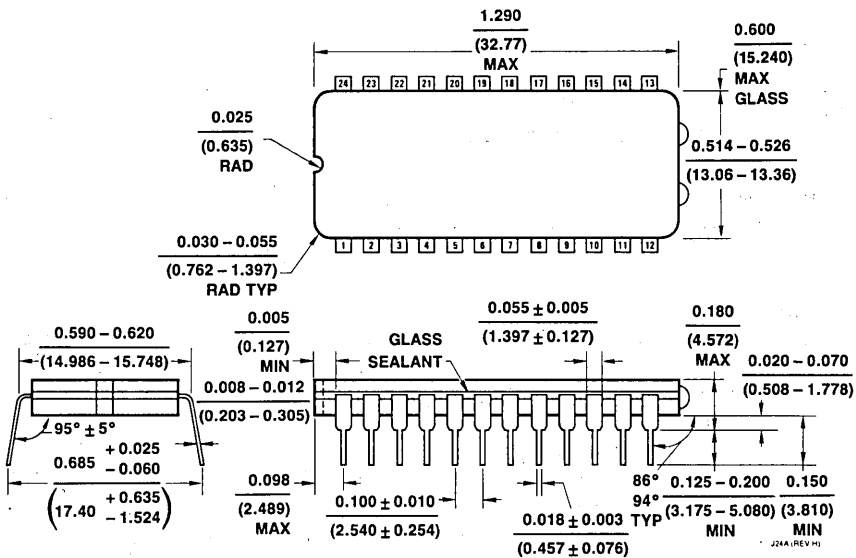 1.290
(32.77)
MAX
0.600
(15.240)
MAX
GLASS
24 23 22 21 20 19 18 17 16 15 14 13
0.025
(0.635)
RAD
0.514 – 0.526
(13.06 – 13.36)
0.030 – 0.055
(0.762 – 1.397)
RAD TYP
1 2 3 4 5 6 7 8 9 10 11 12
0.590 – 0.620
(14.986 – 15.748)
0.005
(0.127)
MIN
GLASS
SEALANT
0.055 ± 0.005
(1.397 ± 0.127)
0.180
(4.572)
MAX
0.020 – 0.070
(0.508 – 1.778)
0.008 – 0.012
(0.203 – 0.305)
95° ± 5°
0.685 + 0.025 – 0.060
(17.40 + 0.635 – 1.524)
0.098
(2.489)
MAX
0.100 ± 0.010
(2.540 ± 0.254)
0.018 ± 0.003
(0.457 ± 0.076)
86°
94°
TYP
0.125 – 0.200
(3.175 – 5.080)
MIN
0.150
(3.810)
MIN
J24A (REV H)